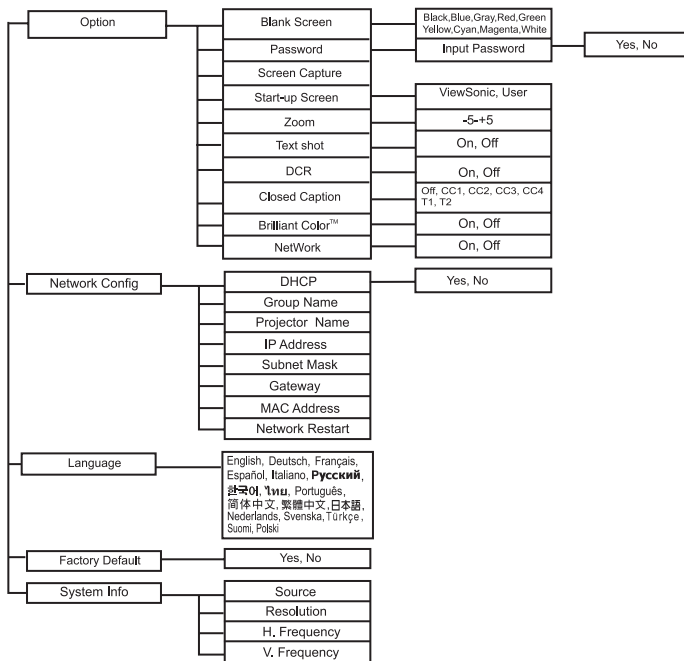 Option
Blank Screen
Black,Blue,Gray,Red,Green
Yellow,Cyan,Magenta,White
Password
Input Password
Yes, No
Screen Capture
Start-up Screen
ViewSonic, User
Zoom
-5-+5
Text shot
On, Off
DCR
On, Off
Closed Caption
Off, CC1, CC2, CC3, CC4
T1, T2
Brilliant Color™
On, Off
NetWork
On, Off
Network Config
DHCP
Yes, No
Group Name
Projector Name
IP Address
Subnet Mask
Gateway
MAC Address
Network Restart
Language
English, Deutsch, Français,
Español, Italiano, Русский,
한국어, ไทย, Português,
简体中文, 繁體中文, 日本語,
Nederlands, Svenska, Türkçe,
Suomi, Polski
Factory Default
Yes, No
System Info
Source
Resolution
H. Frequency
V. Frequency